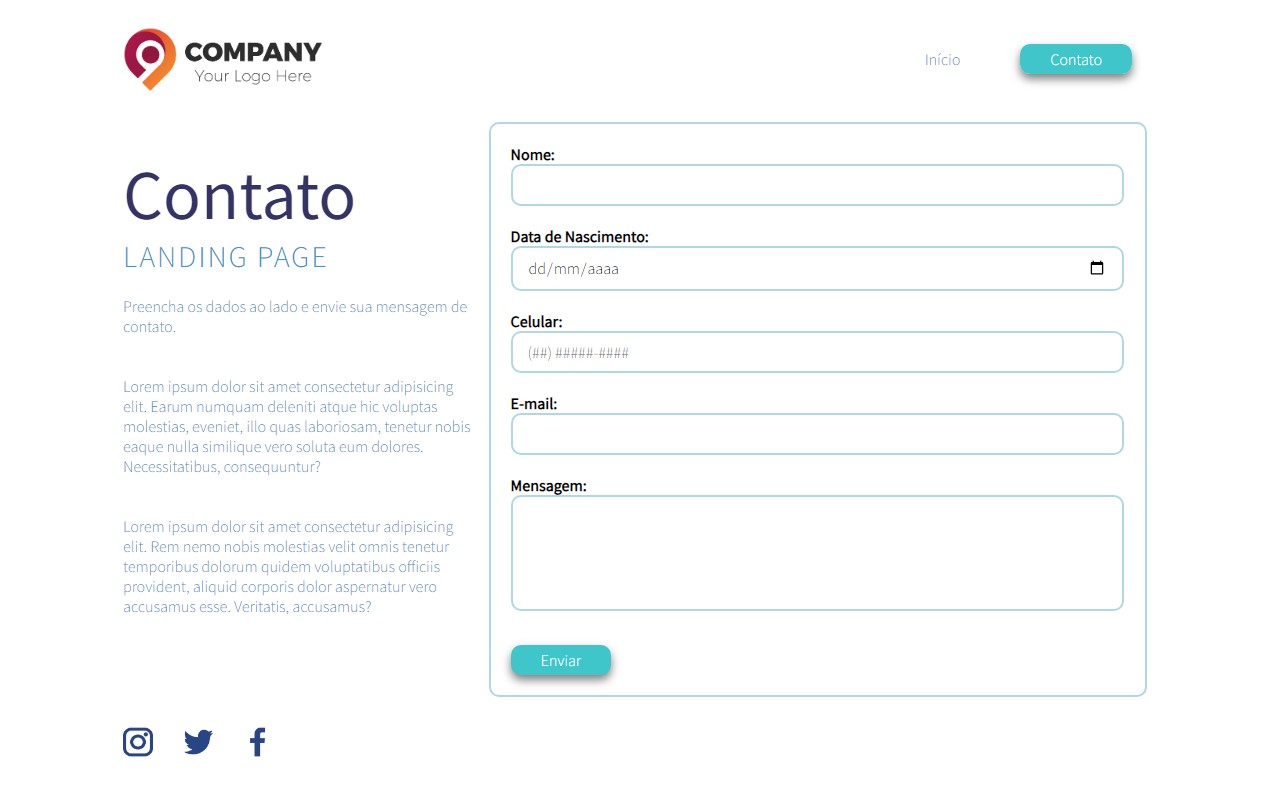 COMPANY
Your Logo Here
Início
Contato
Contato
LANDING PAGE
Preencha os dados ao lado e envie sua mensagem de
contato.
Lorem ipsum dolor sit amet consectetur adipisicing
elit. Earum numquam deleniti atque hic voluptas
molestias, eveniet, illo quas laboriosam, tenetur nobis
eaque nulla similique vero soluta eum dolores.
Necessitatibus, consequuntur?
Lorem ipsum dolor sit amet consectetur adipisicing
elit. Rem nemo nobis molestias velit omnis tenetur
temporibus dolorum quidem voluptatibus officiis
provident, aliquid corporis dolor aspernatur vero
accusamus esse. Veritatis, accusamus?
Nome:
Data de Nascimento:
dd/mm/aaaa
Celular:
(##) #####-####
E-mail:
Mensagem:
Enviar